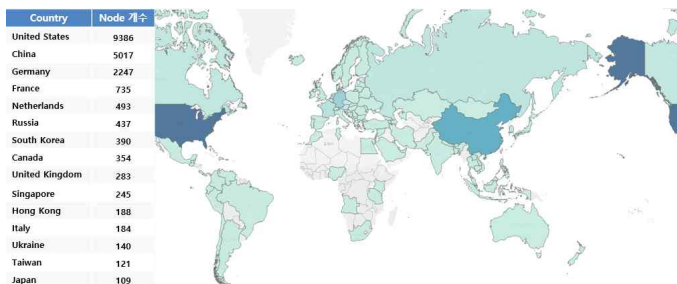 Country Node 개수
United States 9386
China 5017
Germany 2247
France 735
Netherlands 493
Russia 437
South Korea 390
Canada 354
United Kingdom 283
Singapore 245
Hong Kong 188
Italy 184
Ukraine 140
Taiwan 121
Japan 109